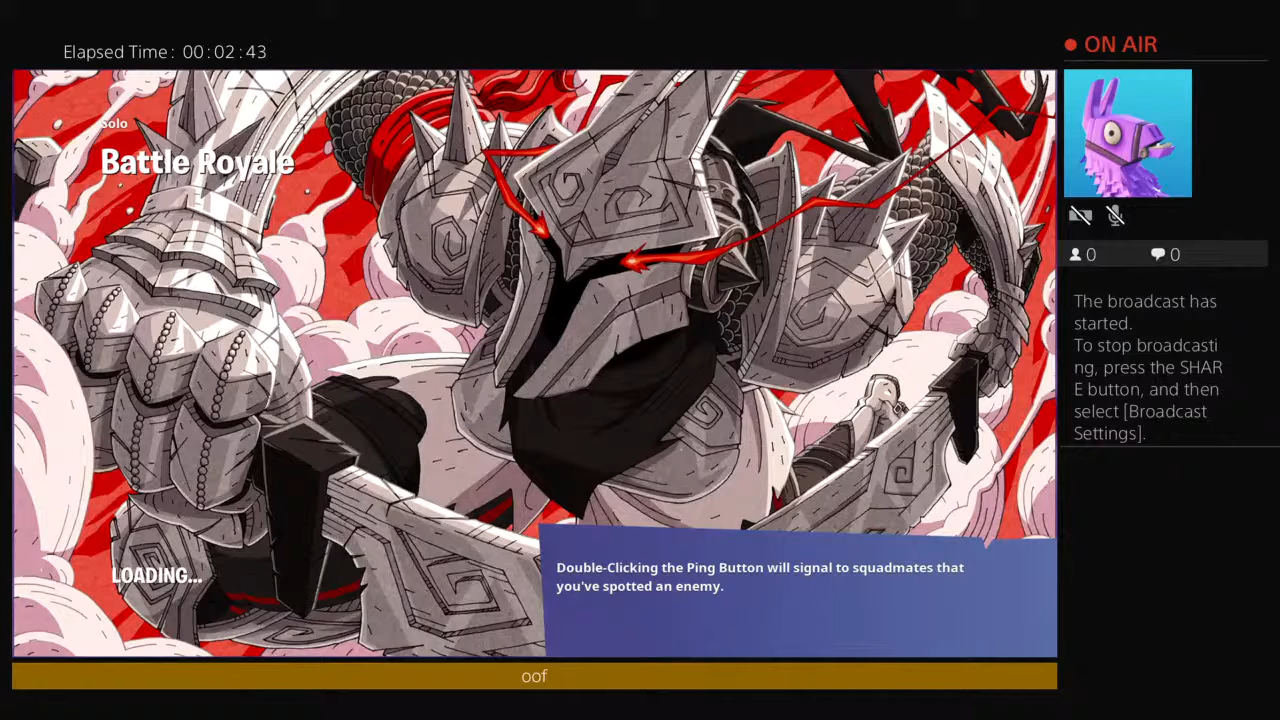 Elapsed Time: 00:02:43
ON AIR
Solo
Battle Royale
0 0
The broadcast has
started.
To stop broadcasti
ng, press the SHAR
E button, and then
select [Broadcast
Settings].
LOADING...
Double-Clicking the Ping Button will signal to squadmates that
you've spotted an enemy.
oof